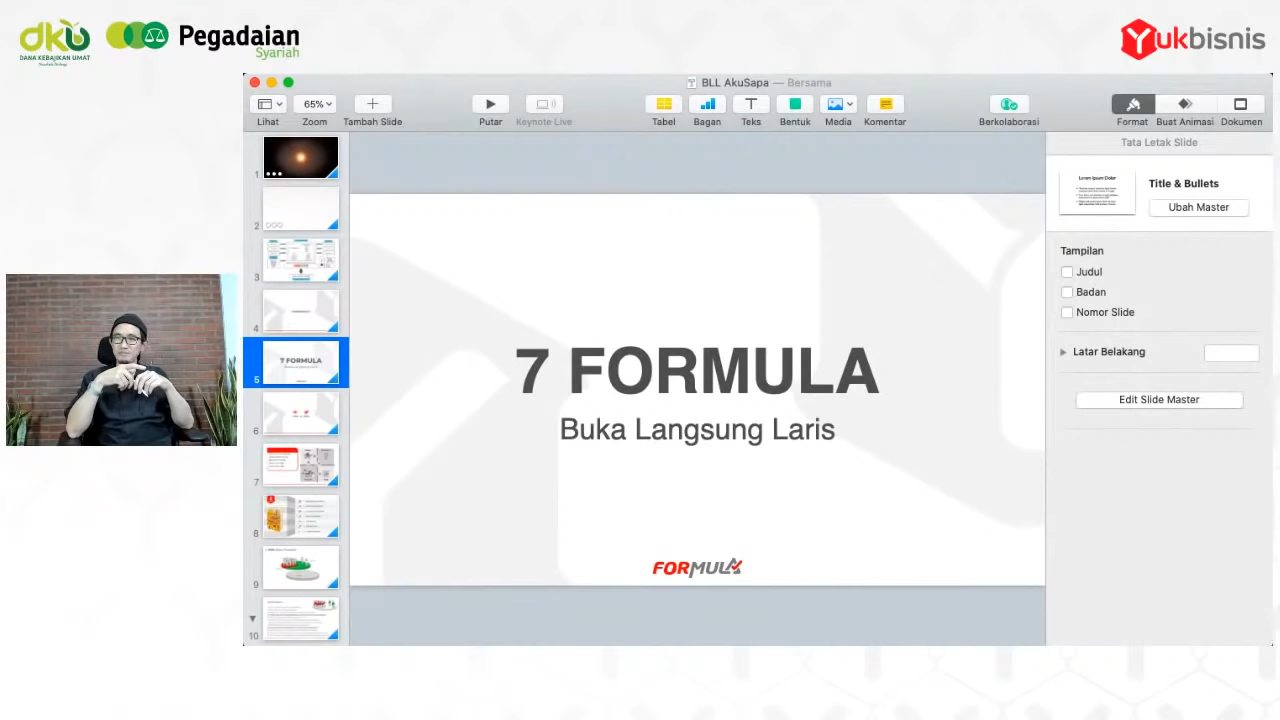 dku
DANA KEBAJIKAN UMAT
Pegadaian
Syariah
Yukbisnis
BLL AkuSapa — Bersama
65%
Lihat
Zoom
Tambah Slide
Putar
Keynote Live
Tabel
Bagan
Teks
Bentuk
Media
Komentar
Berkolaborasi
Format
Buat Animasi
Dokumen
1
2
3
4
5
7 FORMULA
6
7
8
9
10
7 FORMULA
Buka Langsung Laris
FORMULA
Tata Letak Slide
Title & Bullets
Ubah Master
Tampilan
Judul
Badan
Nomor Slide
Latar Belakang
Edit Slide Master